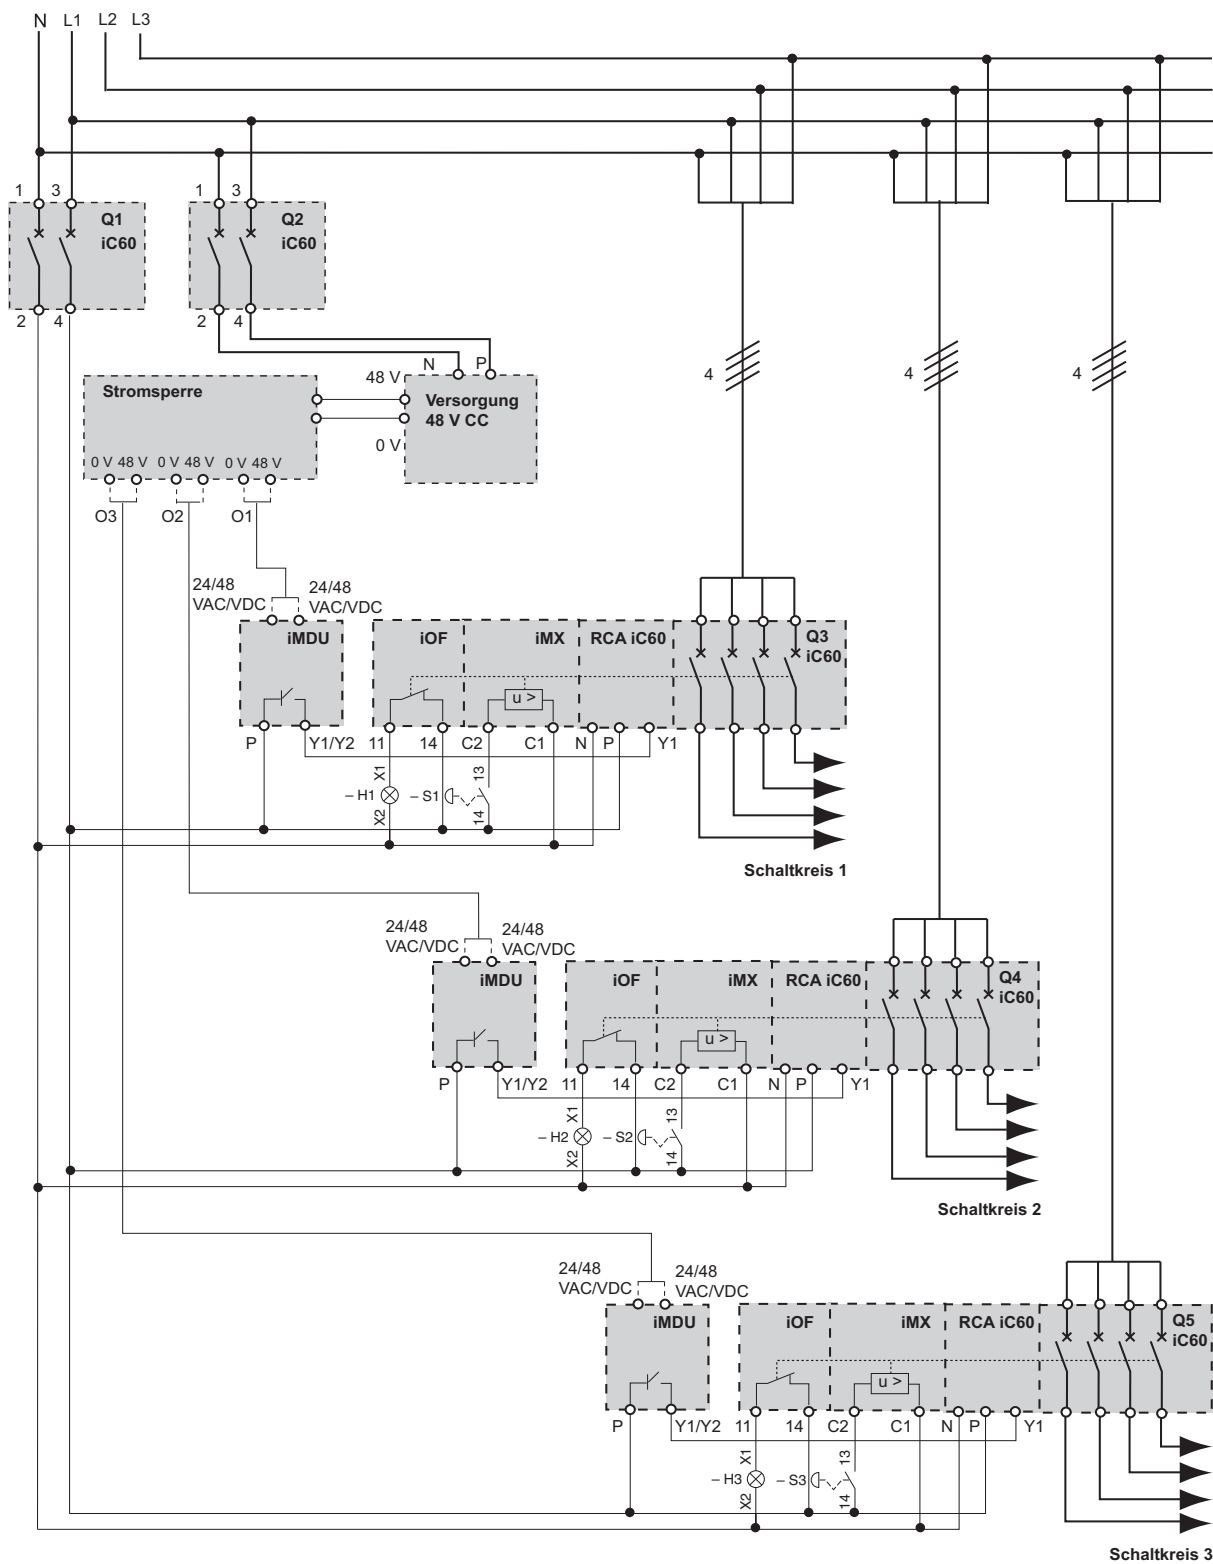 N L1 L2 L3
1 3 1 3
Q1 Q2
iC60 iC60
2 4 2 4
N P
48 V
Stromsperre
Versorgung
48 V CC
4 4 4
0 V
0 V 48 V 0 V 48 V 0 V 48 V
O3 O2 O1
24/48 24/48
VAC/VDC VAC/VDC
iMDU iOF iMX RCA iC60 Q3
iC60
u >
P Y1/Y2 11 14 C2 C1 N P Y1
X1 13
– H1 – S1
X2 14
Schaltkreis 1
24/48 24/48
VAC/VDC VAC/VDC
iMDU iOF iMX RCA iC60 Q4
iC60
u >
P Y1/Y2 11 14 C2 C1 N P Y1
X1 13
– H2 – S2
X2 14
Schaltkreis 2
24/48 24/48
VAC/VDC VAC/VDC
iMDU iOF iMX RCA iC60 Q5
iC60
u >
P Y1/Y2 11 14 C2 C1 N P Y1
X1 13
– H3 – S3
X2 14
Schaltkreis 3